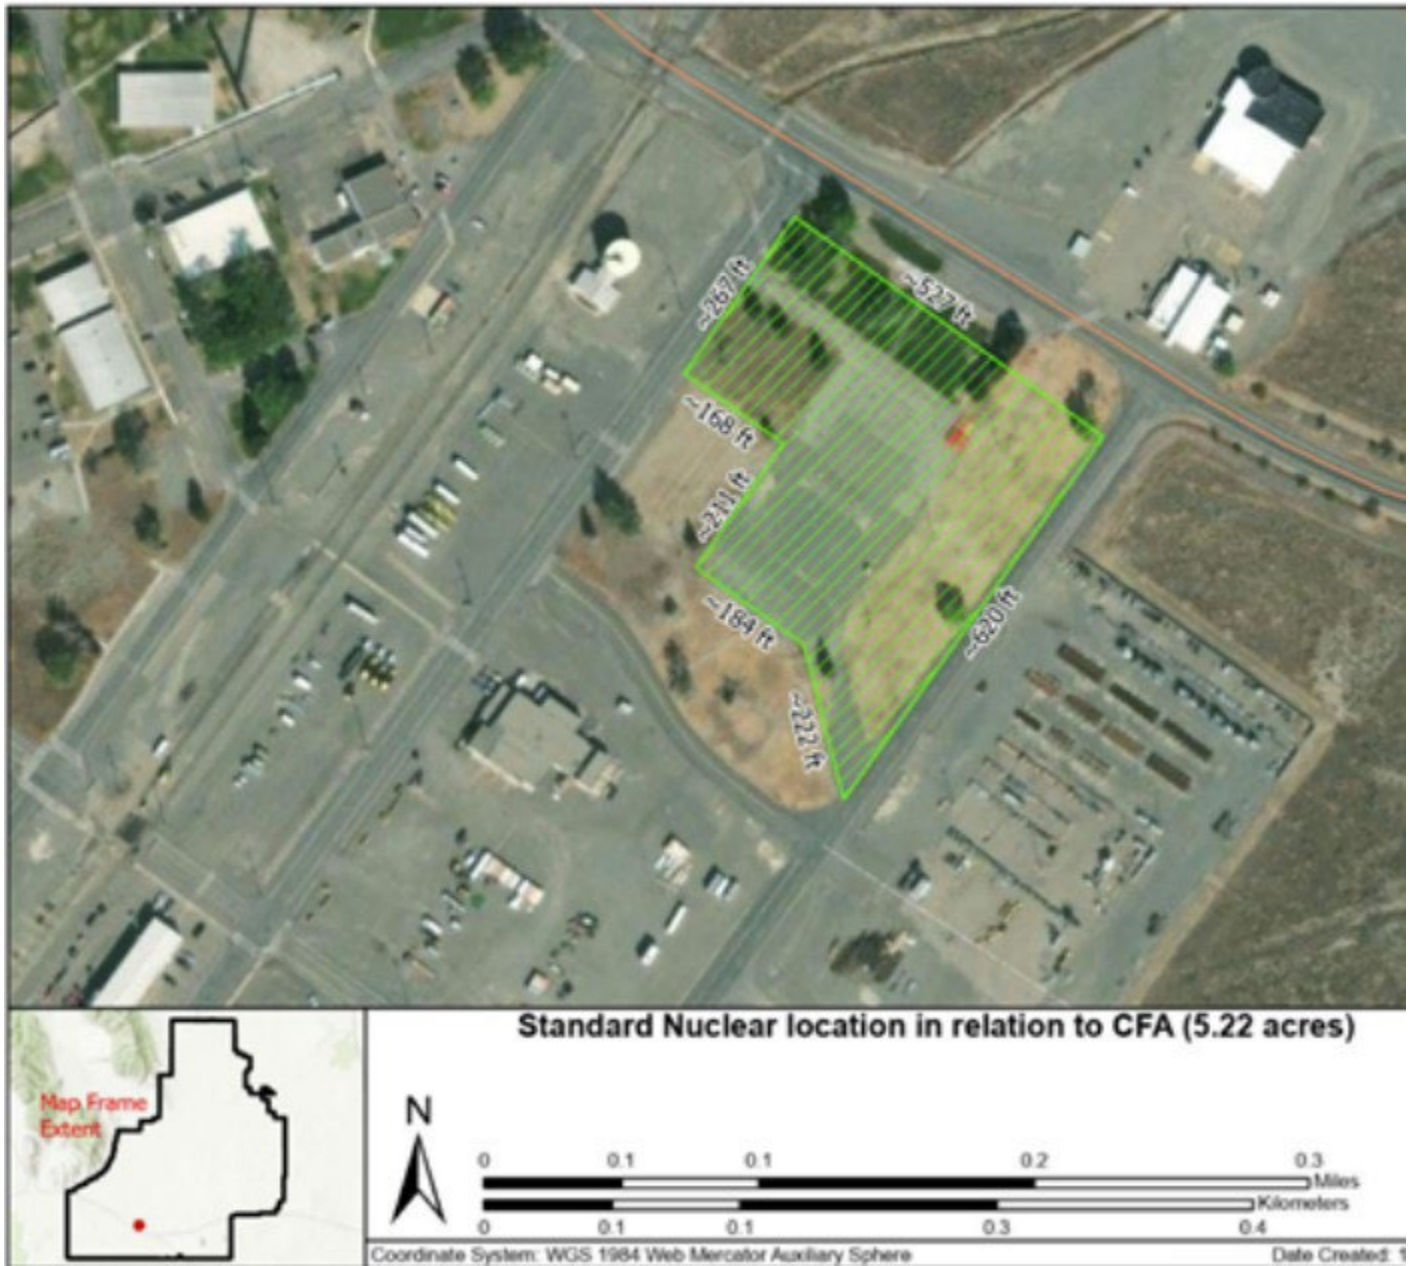 ~267 ft
~527 ft
~168 ft
~211 ft
~184 ft
~620 ft
~222 ft
Standard Nuclear location in relation to CFA (5.22 acres)
Map Frame
Extent
N
0 0.1 0.1 0.2 0.3
Miles
Kilometers
0 0.1 0.1 0.3 0.4
Coordinate System: WGS 1984 Web Mercator Auxiliary Sphere
Date Created: 1